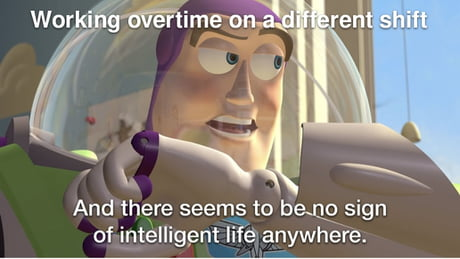 Working overtime on a different shift
And there seems to be no sign
of intelligent life anywhere.